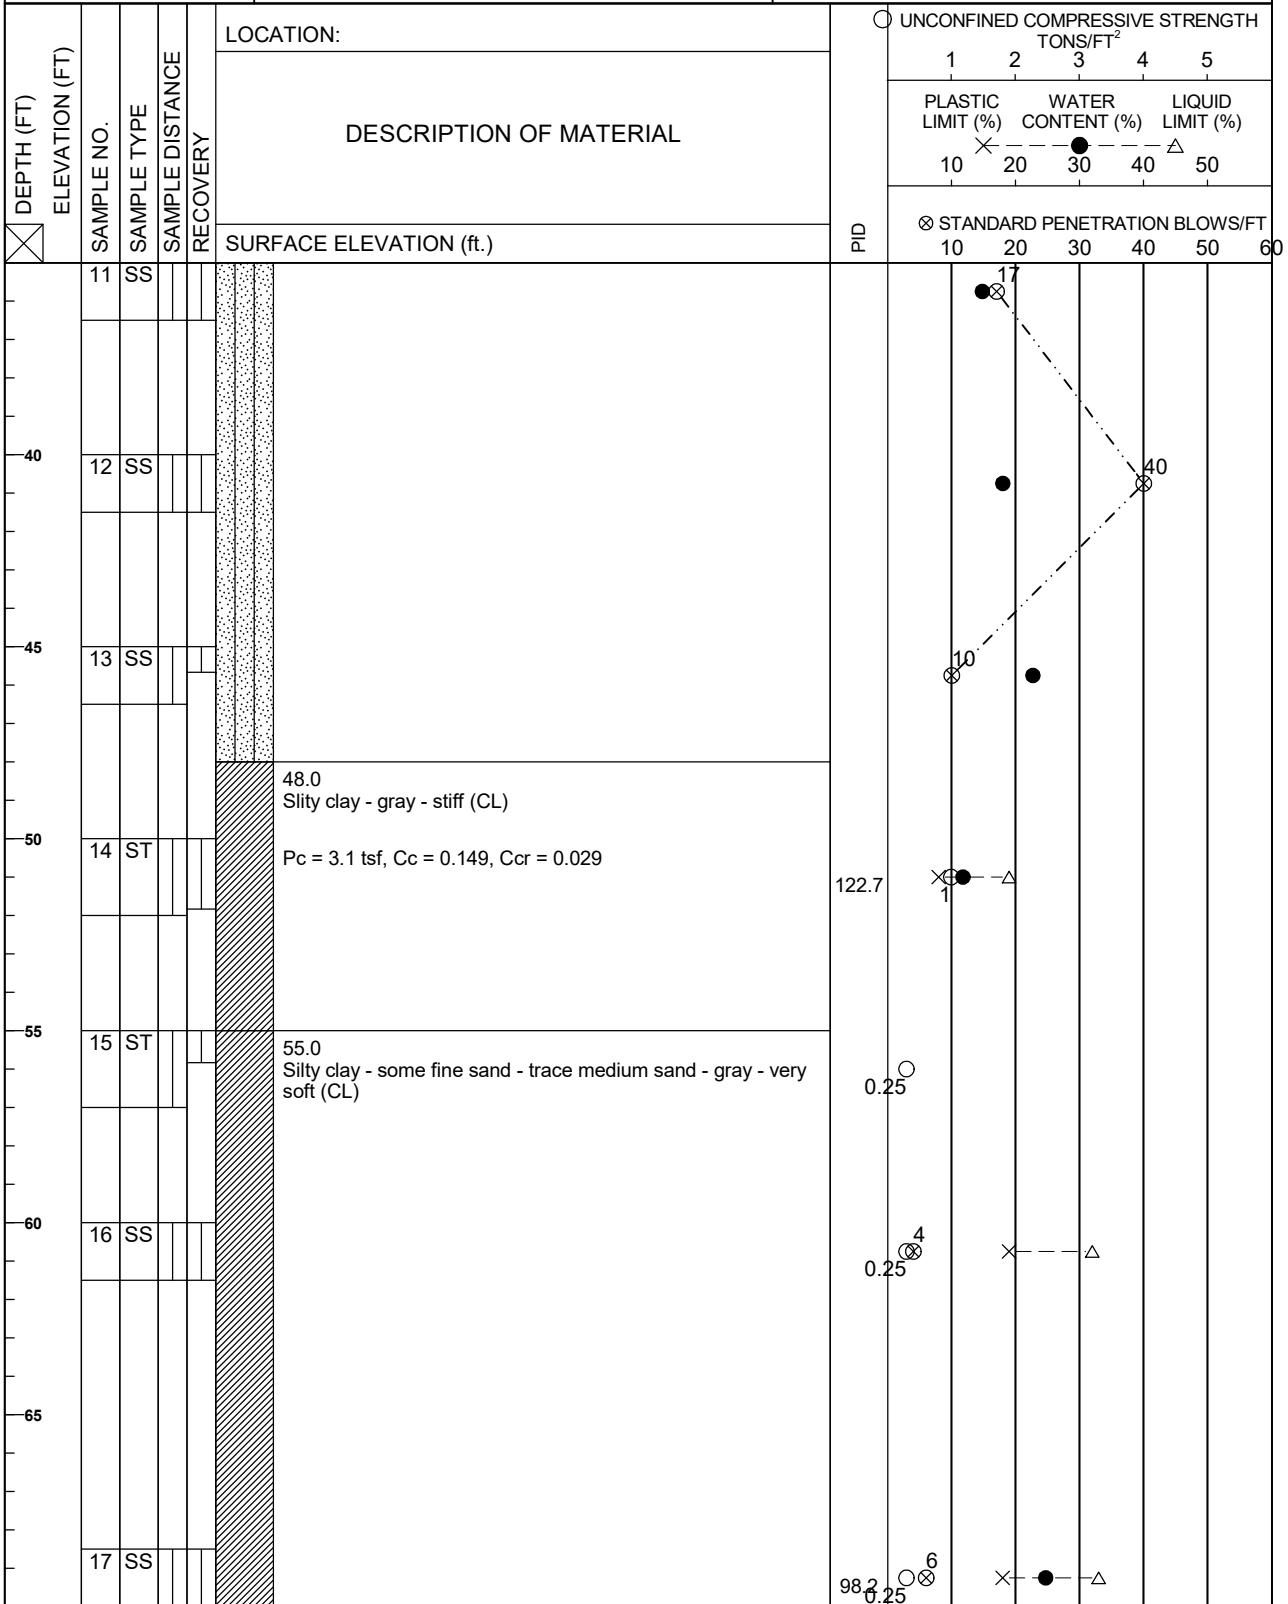 LOCATION:
UNCONFINED COMPRESSIVE STRENGTH
TONS/FT²
1 2 3 4 5
DEPTH (FT)
ELEVATION (FT)
SAMPLE NO.
SAMPLE TYPE
SAMPLE DISTANCE
RECOVERY
DESCRIPTION OF MATERIAL
PLASTIC WATER LIQUID
LIMIT (%) CONTENT (%) LIMIT (%)
10 20 30 40 50
SURFACE ELEVATION (ft.)
PID
STANDARD PENETRATION BLOWS/FT
10 20 30 40 50 60
11 SS
17
40
12 SS
40
45
13 SS
10
48.0
Slity clay - gray - stiff (CL)
50
14 ST
Pc = 3.1 tsf, Cc = 0.149, Ccr = 0.029
122.7
1
55
15 ST
55.0
Silty clay - some fine sand - trace medium sand - gray - very
soft (CL)
0.25
60
16 SS
4
0.25
65
17 SS
6
98.2
0.25